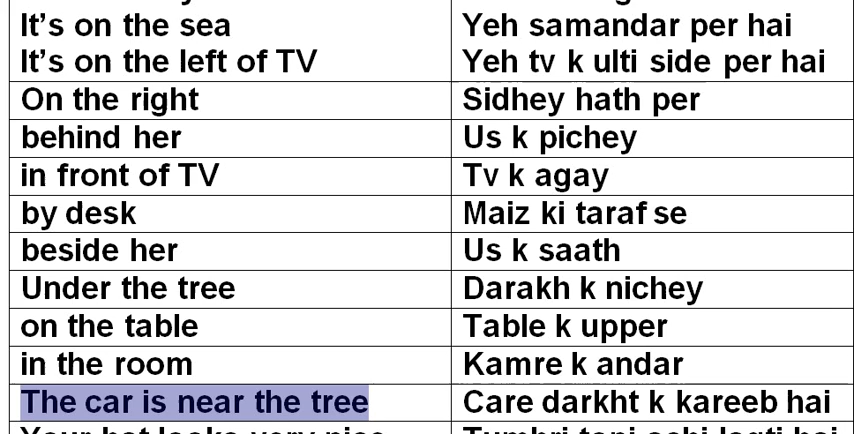 It's on the sea
Yeh samandar per hai
It's on the left of TV
Yeh tv k ulti side per hai
On the right
Sidhey hath per
behind her
Us k pichey
in front of TV
Tv k agay
by desk
Maiz ki taraf se
beside her
Us k saath
Under the tree
Darakh k nichey
on the table
Table k upper
in the room
Kamre k andar
The car is near the tree
Care darkht k kareeb hai